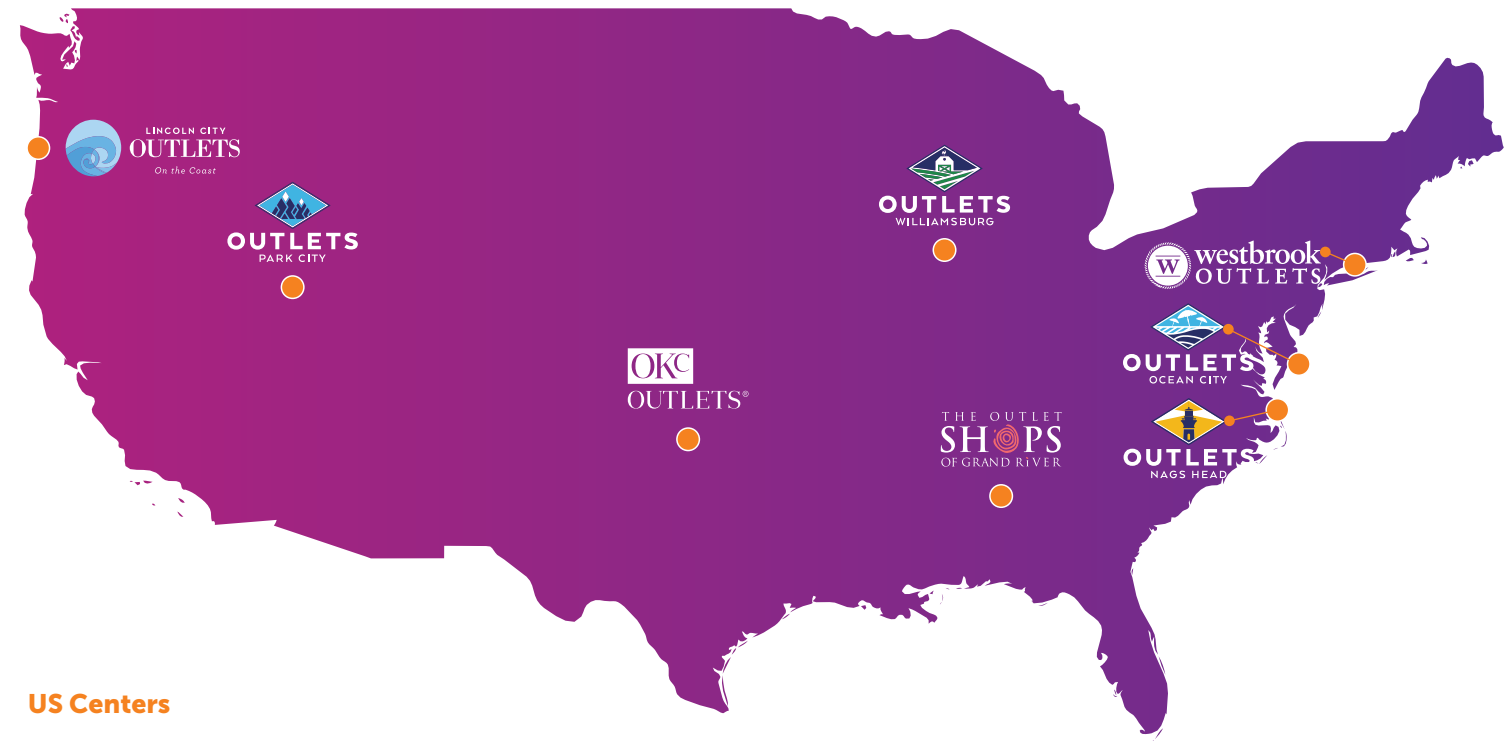 LINCOLN CITY
OUTLETS
On the Coast
OUTLETS
PARK CITY
OUTLETS
WILLIAMSBURG
W
westbrook
OUTLETS
OUTLETS
OCEAN CITY
OKC
OUTLETS®
THE OUTLET
SHOPS
OF GRAND RiVER
OUTLETS
NAGS HEAD
US Centers